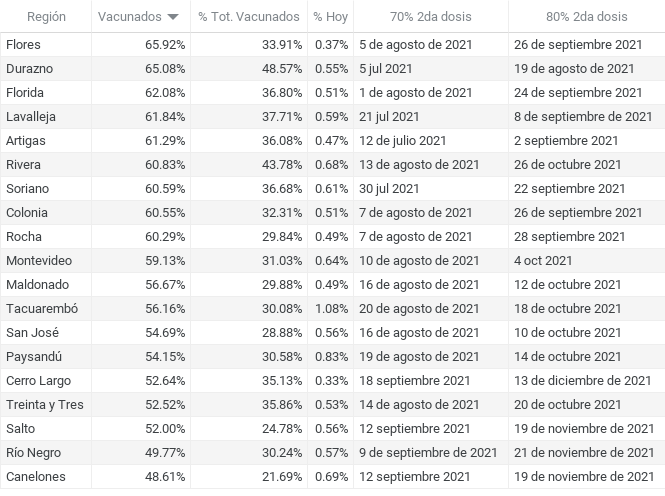 Región Vacunados % Tot. Vacunados % Hoy 70% 2da dosis 80% 2da dosis
Flores 65.92% 33.91% 0.37% 5 de agosto de 2021 26 de septiembre 2021
Durazno 65.08% 48.57% 0.55% 5 jul 2021 19 de agosto de 2021
Florida 62.08% 36.80% 0.51% 1 de agosto de 2021 24 de septiembre 2021
Lavalleja 61.84% 37.71% 0.59% 21 jul 2021 8 de septiembre de 2021
Artigas 61.29% 36.08% 0.47% 12 de julio 2021 2 septiembre 2021
Rivera 60.83% 43.78% 0.68% 13 de agosto de 2021 26 de octubre 2021
Soriano 60.59% 36.68% 0.61% 30 jul 2021 22 septiembre 2021
Colonia 60.55% 32.31% 0.51% 7 de agosto de 2021 26 de septiembre 2021
Rocha 60.29% 29.84% 0.49% 7 de agosto de 2021 28 septiembre 2021
Montevideo 59.13% 31.03% 0.64% 10 de agosto de 2021 4 oct 2021
Maldonado 56.67% 29.88% 0.49% 16 de agosto de 2021 12 de octubre 2021
Tacuarembó 56.16% 30.08% 1.08% 20 de agosto de 2021 18 de octubre 2021
San José 54.69% 28.88% 0.56% 16 de agosto de 2021 10 de octubre 2021
Paysandú 54.15% 30.58% 0.83% 19 de agosto de 2021 14 de octubre 2021
Cerro Largo 52.64% 35.13% 0.33% 18 septiembre 2021 13 de diciembre de 2021
Treinta y Tres 52.52% 35.86% 0.53% 14 de agosto de 2021 20 de octubre 2021
Salto 52.00% 24.78% 0.56% 12 septiembre 2021 19 de noviembre de 2021
Río Negro 49.77% 30.24% 0.57% 9 de septiembre de 2021 21 de noviembre de 2021
Canelones 48.61% 21.69% 0.69% 12 septiembre 2021 19 de noviembre de 2021